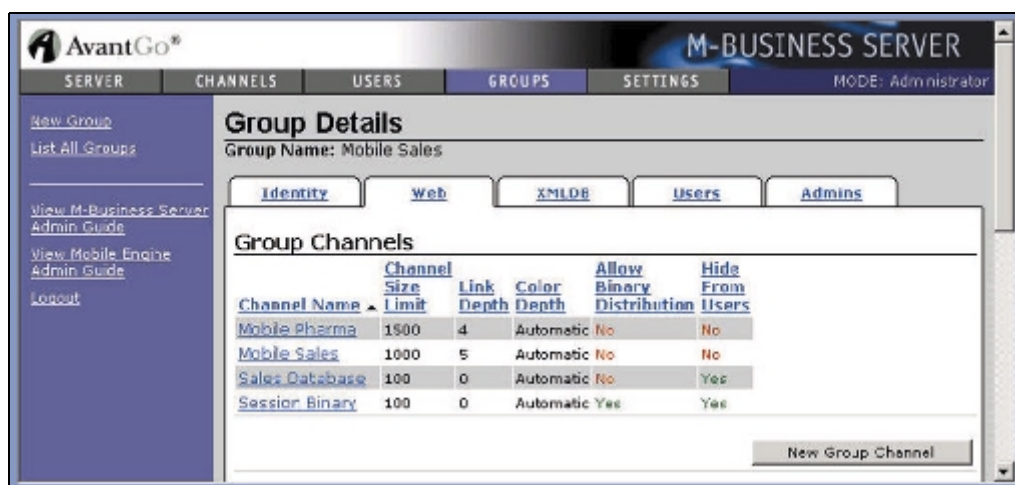 AvantGo®
M-BUSINESS SERVER
SERVER CHANNELS USERS GROUPS SETTINGS MODE: Administrator
New Group
List All Groups
View M-Business Server
Admin Guide
View Mobile Engine
Admin Guide
Logout
Group Details
Group Name: Mobile Sales
Identity Web XMLDB Users Admins
Group Channels
Channel Name Channel Size Limit Link Depth Color Depth Allow Binary Distribution Hide From Users
Mobile Pharma 1500 4 Automatic No No
Mobile Sales 1000 5 Automatic No No
Sales Database 100 0 Automatic No Yes
Session Binary 100 0 Automatic Yes Yes
New Group Channel